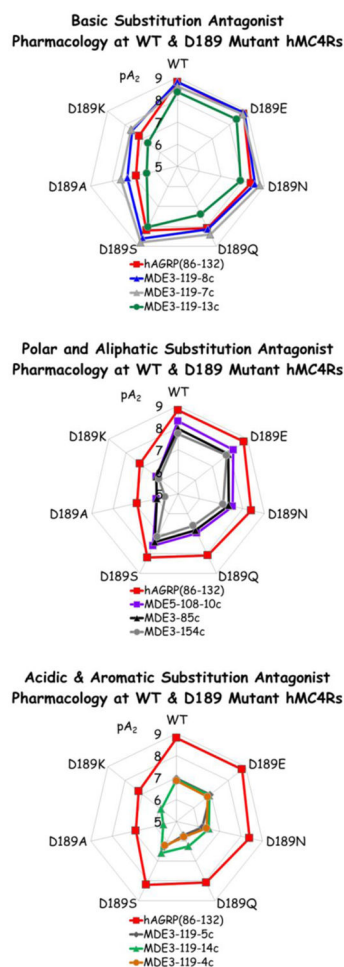 Basic Substitution Antagonist
Pharmacology at WT & D189 Mutant hMC4Rs
WT
pA2
9
8
7
6
5
D189K
D189E
D189A
D189N
D189S
D189Q
hAGRP(86-132)
MDE3-119-8c
MDE3-119-7c
MDE3-119-13c
Polar and Aliphatic Substitution Antagonist
Pharmacology at WT & D189 Mutant hMC4Rs
WT
pA2
9
8
7
6
5
D189K
D189E
D189A
D189N
D189S
D189Q
hAGRP(86-132)
MDE5-108-10c
MDE3-85c
MDE3-154c
Acidic & Aromatic Substitution Antagonist
Pharmacology at WT & D189 Mutant hMC4Rs
WT
pA2
9
8
7
6
5
D189K
D189E
D189A
D189N
D189S
D189Q
hAGRP(86-132)
MDE3-119-5c
MDE3-119-14c
MDE3-119-4c